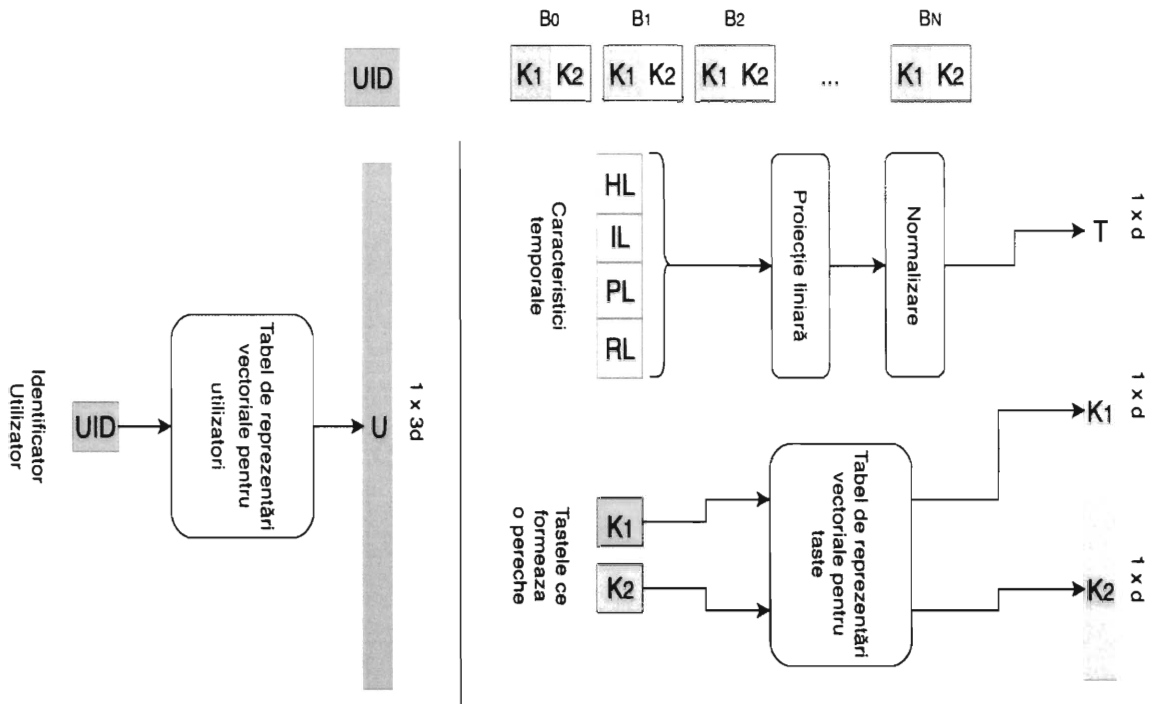 B0
B1
B2
BN
UID
K1 K2
K1 K2
K1 K2
...
K1 K2
Caracteristici
temporale
HL
IL
PL
RL
Proiecție liniară
Normalizare
T
1 x d
Identificator
Utilizator
UID
Tabel de reprezentări
vectoriale pentru
utilizatori
U
1 x 3d
Tastele ce
formeaza
o pereche
K1
K2
Tabel de reprezentări
vectoriale pentru
taste
K1
1 x d
K2
1 x d